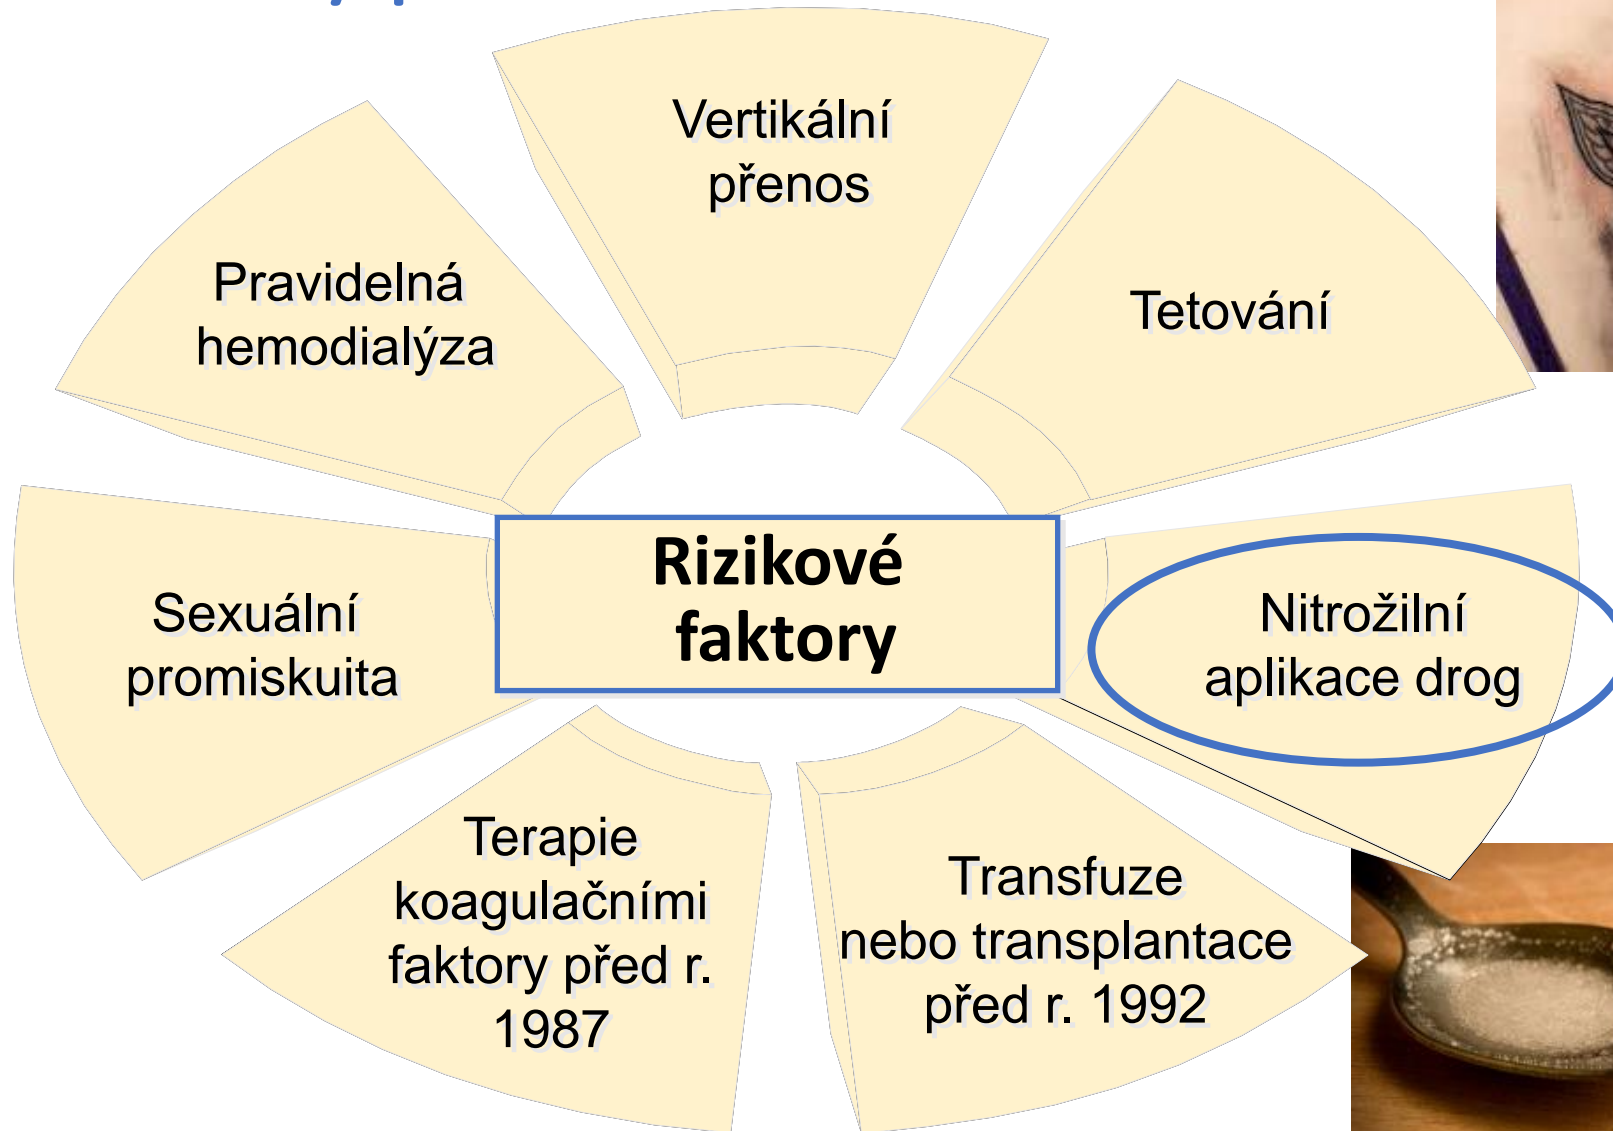 Vertikální
přenos
Tetování
Nitrožilní
aplikace drog
Transfuze
nebo transplantace
před r. 1992
Terapie
koagulačními
faktory před r.
1987
Sexuální
promiskuita
Pravidelná
hemodialýza
Rizikové
faktory